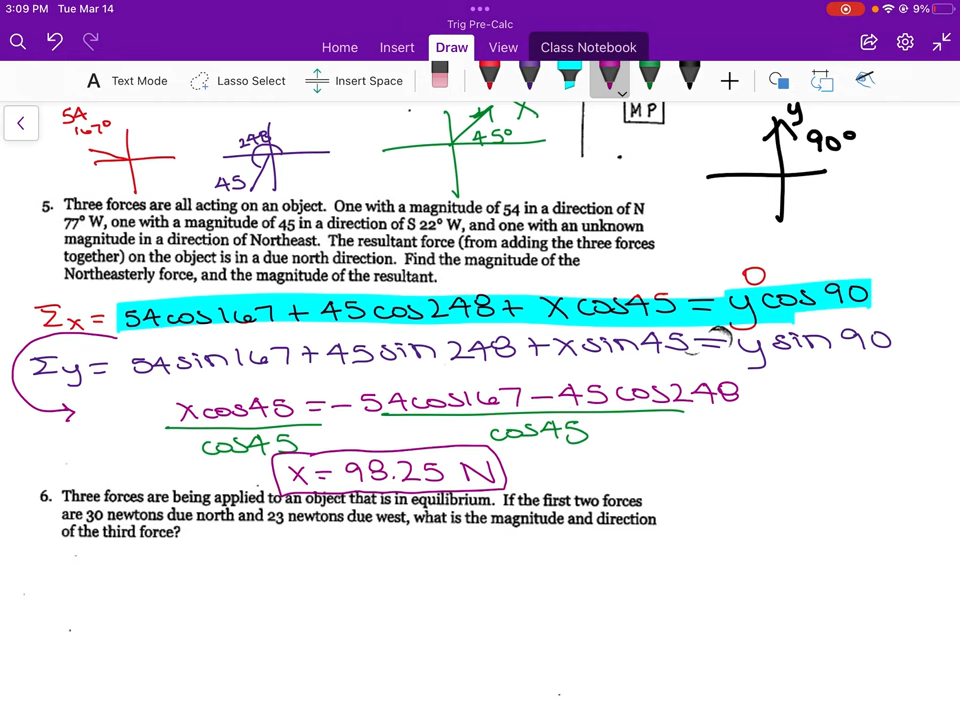 3:09 PM Tue Mar 14
9%
Trig Pre-Calc
Home Insert Draw View Class Notebook
A Text Mode Lasso Select Insert Space
54
167°
248
45
X
45°
MP
y
90°
5. Three forces are all acting on an object. One with a magnitude of 54 in a direction of N
77° W, one with a magnitude of 45 in a direction of S 22° W, and one with an unknown
magnitude in a direction of Northeast. The resultant force (from adding the three forces
together) on the object is in a due north direction. Find the magnitude of the
Northeasterly force, and the magnitude of the resultant.
0
Σx = 54cos167 + 45cos248 + xcos45 = ycos90
Σy = 54sin167 + 45sin248 + xsin45 = ysin90
xcos45 = -54cos167 - 45cos248
cos45 cos45
x = 98.25 N
6. Three forces are being applied to an object that is in equilibrium. If the first two forces
are 30 newtons due north and 23 newtons due west, what is the magnitude and direction
of the third force?